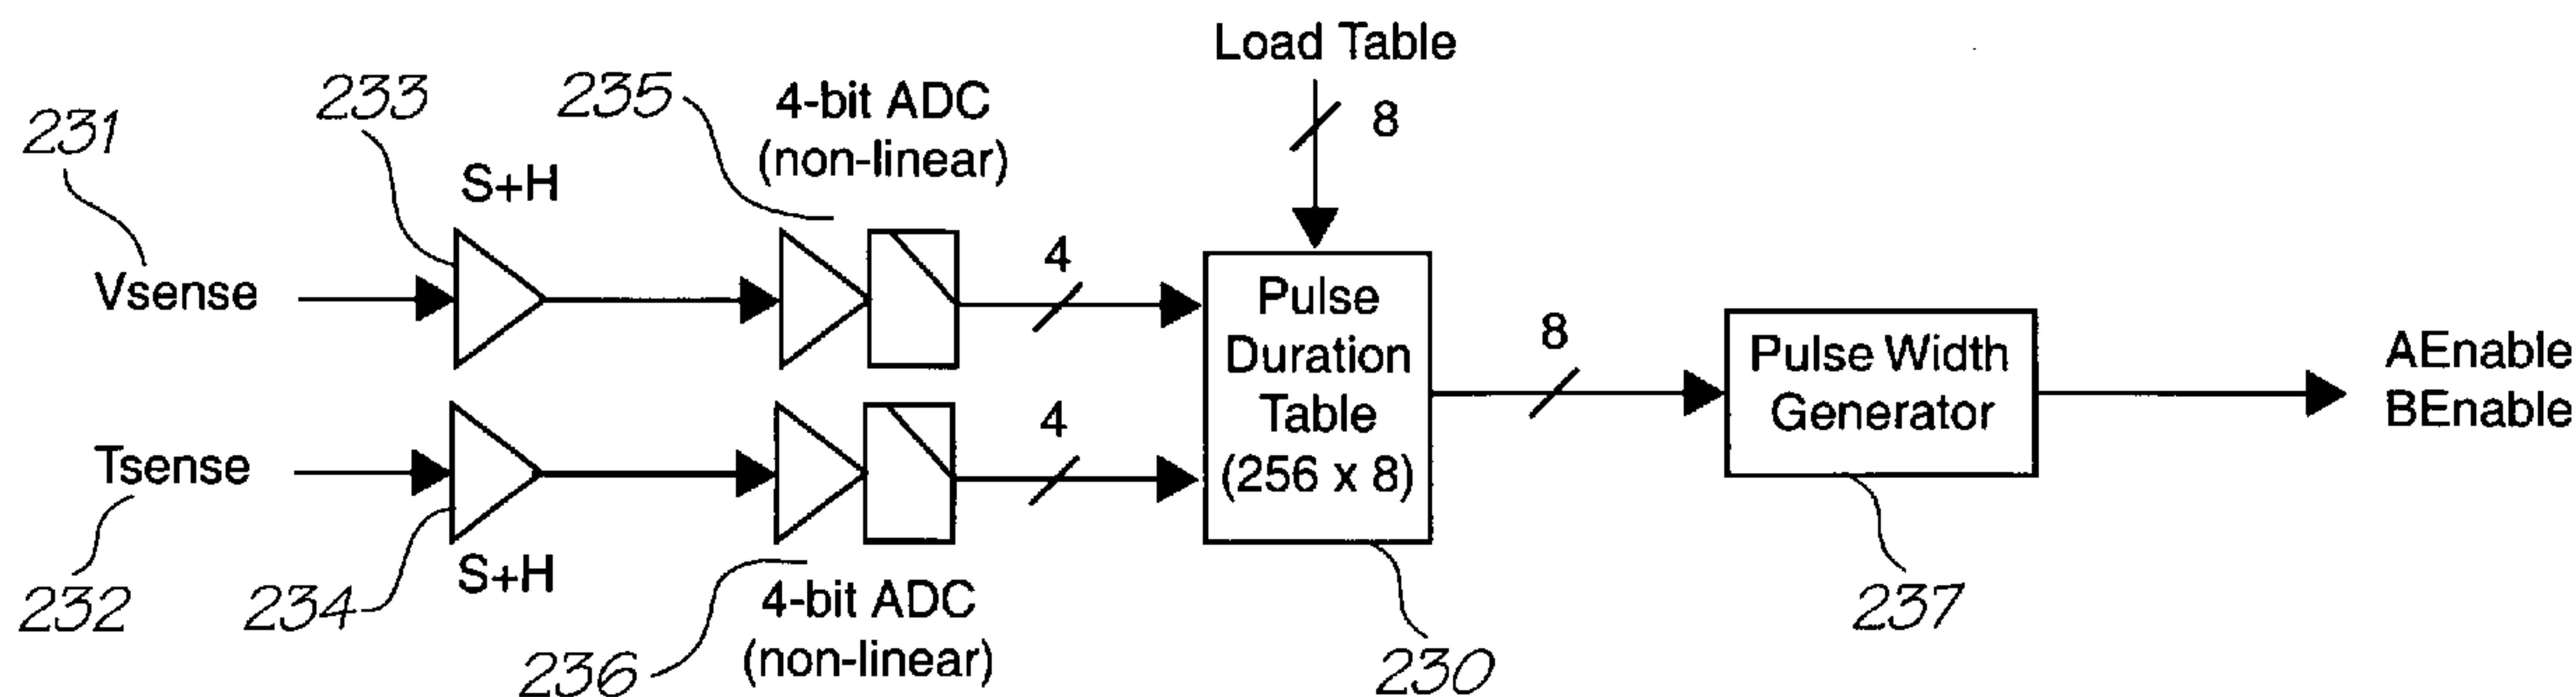 Load Table
8
231
233
235
4-bit ADC
(non-linear)
S+H
Vsense
4
Pulse
Duration
Table
(256 x 8)
8
Pulse Width
Generator
AEnable
BEnable
Tsense
4
232
234
S+H
236
4-bit ADC
(non-linear)
230
237